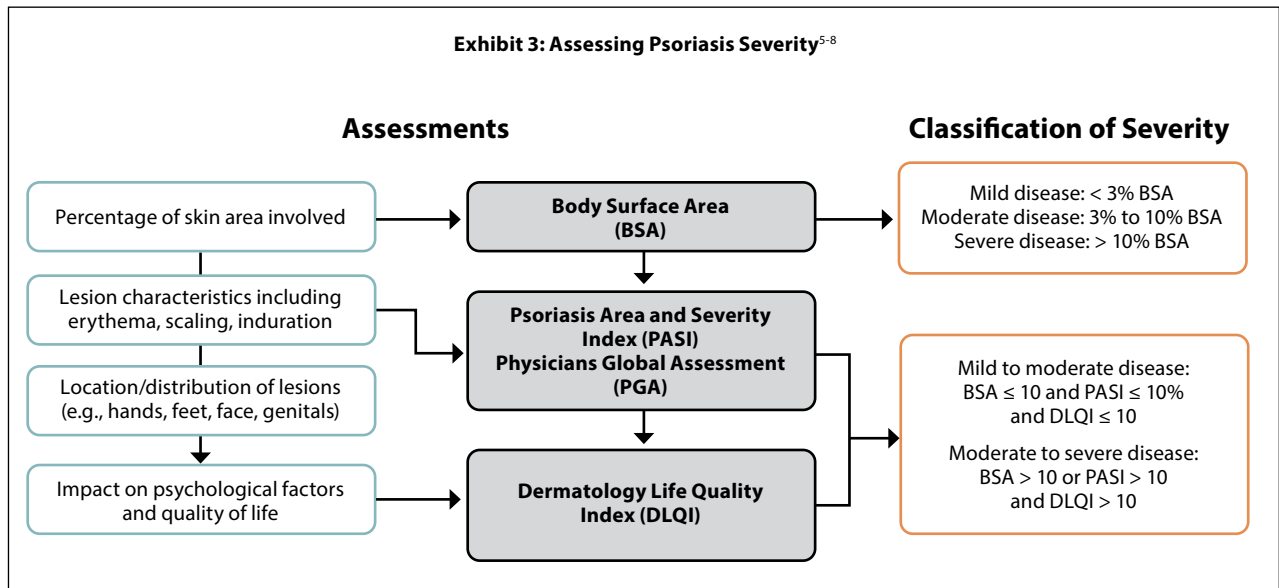 Exhibit 3: Assessing Psoriasis Severity5-8
Assessments
Classification of Severity
Percentage of skin area involved
Lesion characteristics including
erythema, scaling, induration
Location/distribution of lesions
(e.g., hands, feet, face, genitals)
Impact on psychological factors
and quality of life
Body Surface Area
(BSA)
Psoriasis Area and Severity
Index (PASI)
Physicians Global Assessment
(PGA)
Dermatology Life Quality
Index (DLQI)
Mild disease: < 3% BSA
Moderate disease: 3% to 10% BSA
Severe disease: > 10% BSA
Mild to moderate disease:
BSA ≤ 10 and PASI ≤ 10%
and DLQI ≤ 10
Moderate to severe disease:
BSA > 10 or PASI > 10
and DLQI > 10